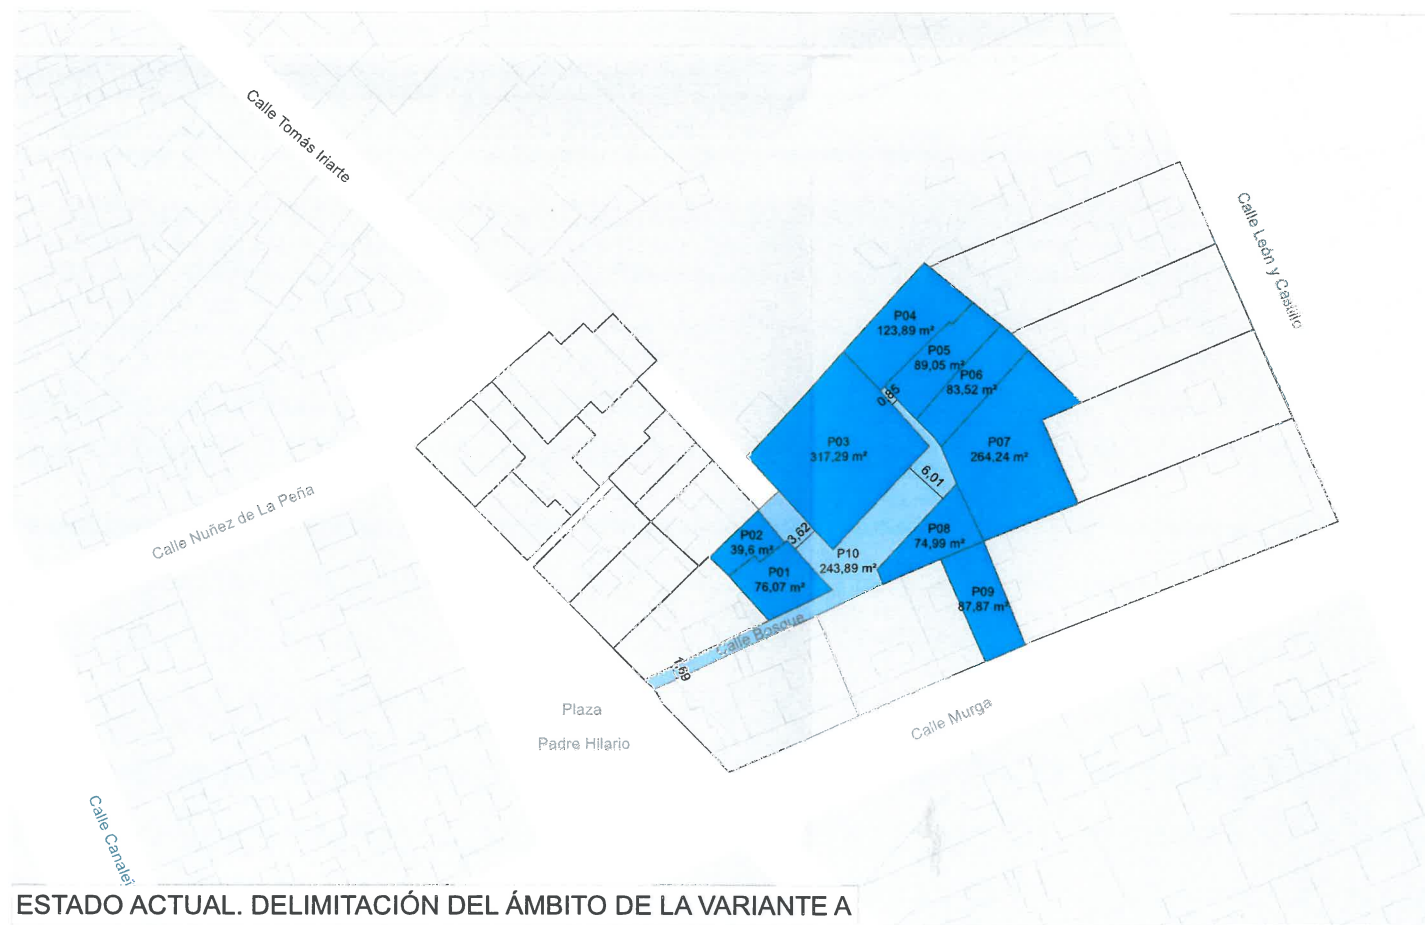 Calle Tomás Iriarte
Calle León y Castillo
P04
123,89 m²
P05
89,05 m²
P06
83,52 m²
0,85
P03
317,29 m²
P07
264,24 m²
6,01
Calle Nuñez de La Peña
P02
39,6 m²
3,62
P08
74,99 m²
P10
243,89 m²
P01
76,07 m²
P09
87,87 m²
Calle Bosque
1,69
Plaza
Padre Hilario
Calle Murga
Calle Canalej
ESTADO ACTUAL. DELIMITACIÓN DEL ÁMBITO DE LA VARIANTE A